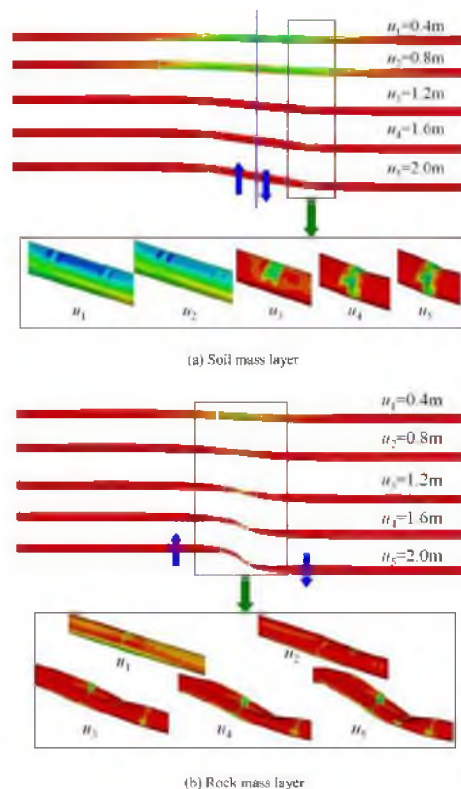 u₁=0.4m
u₂=0.8m
u₃=1.2m
u₄=1.6m
u₅=2.0m
u₁ u₂ u₃ u₄ u₅
(a) Soil mass layer
u₁=0.4m
u₂=0.8m
u₃=1.2m
u₄=1.6m
u₅=2.0m
u₁ u₂
u₃ u₄ u₅
(b) Rock mass layer